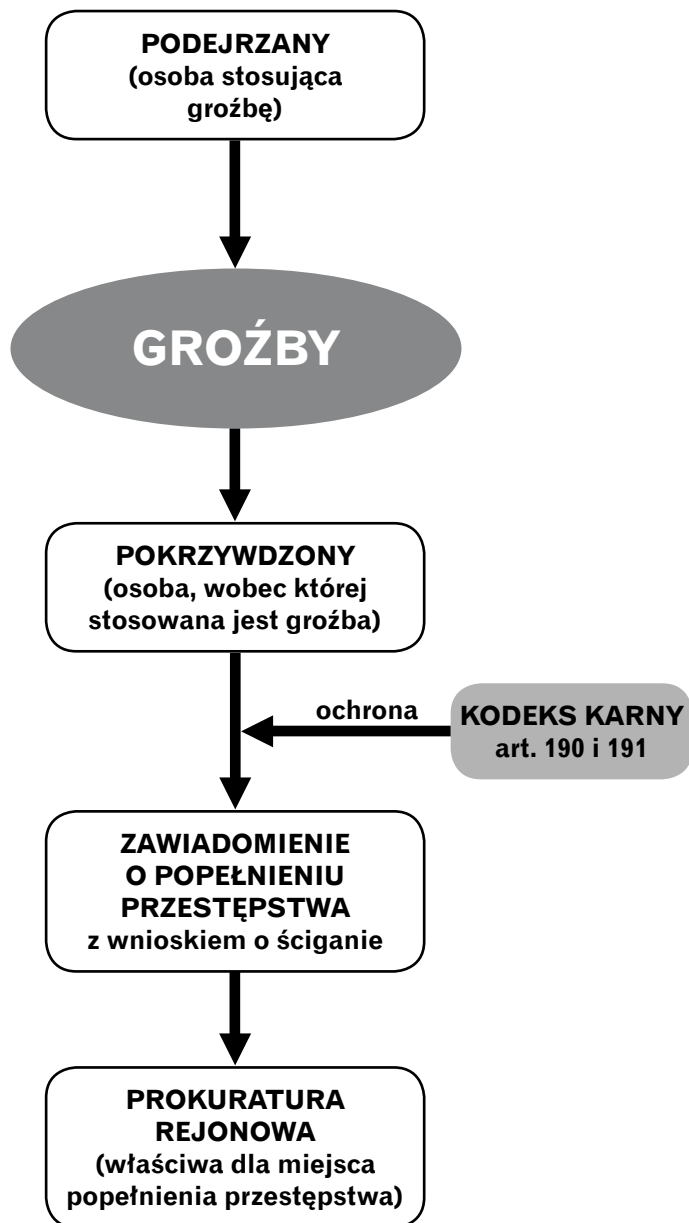 PODEJRZANY
(osoba stosująca
groźbę)
GROŹBY
POKRZYWDZONY
(osoba, wobec której
stosowana jest groźba)
ochrona
KODEKS KARNY
art. 190 i 191
ZAWIADOMIENIE
O POPEŁNIENIU
PRZESTĘPSTWA
z wnioskiem o ściganie
PROKURATURA
REJONOWA
(właściwa dla miejsca
popełnienia przestępstwa)